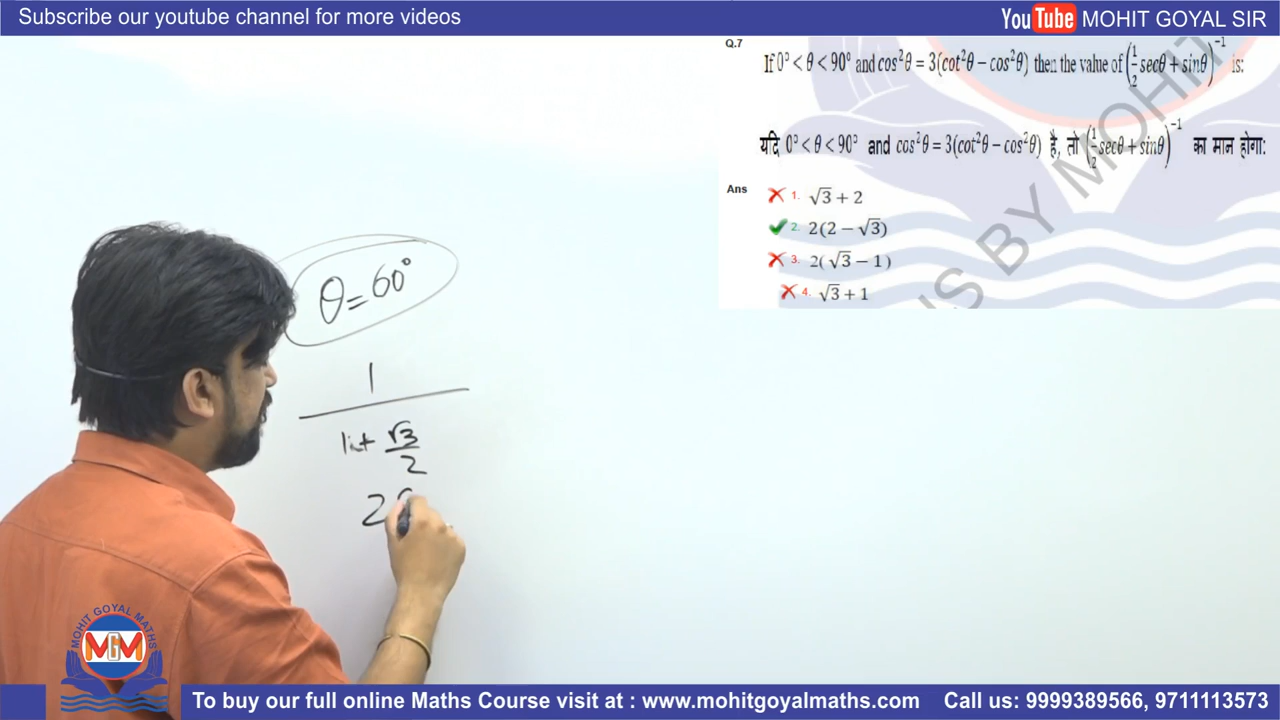 Subscribe our youtube channel for more videos
YouTube MOHIT GOYAL SIR
Q.7
If 0° < θ < 90° and cos²θ = 3(cot²θ − cos²θ) then the value of (1/2 secθ + sinθ)⁻¹ is:
यदि 0° < θ < 90° and cos²θ = 3(cot²θ − cos²θ) है, तो (1/2 secθ + sinθ)⁻¹ का मान होगा:
Ans
1. √3 + 2
2. 2(2 − √3)
3. 2(√3 − 1)
4. √3 + 1
BY MOHIT
θ = 60°
1
1+ √3/2
2
MOHIT GOYAL MATHS
MGM
To buy our full online Maths Course visit at : www.mohitgoyalmaths.com Call us: 9999389566, 9711113573